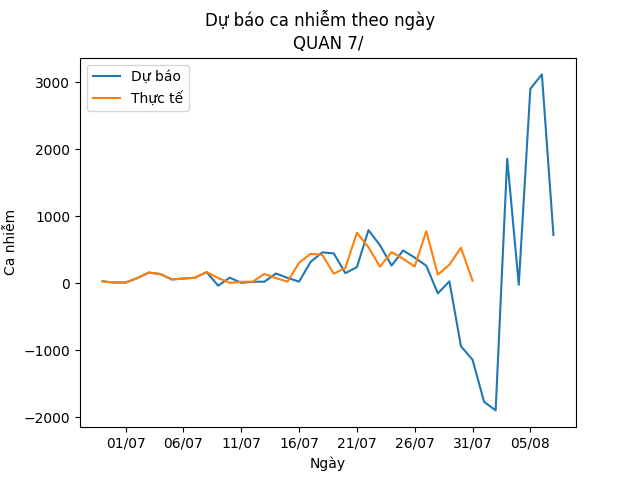 Dự báo ca nhiễm theo ngày
QUAN 7/
Dự báo
Thực tế
3000
2000
1000
0
−1000
−2000
Ca nhiễm
01/07 06/07 11/07 16/07 21/07 26/07 31/07 05/08
Ngày